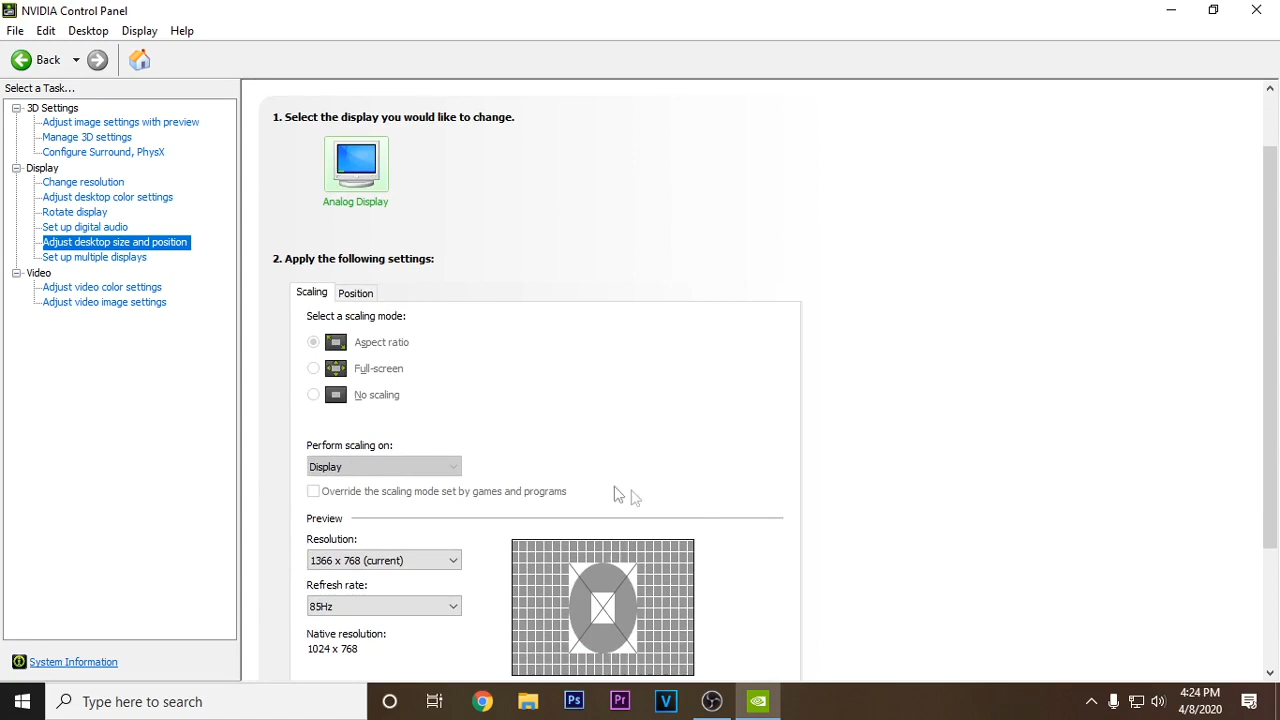 NVIDIA Control Panel
File Edit Desktop Display Help
Back
Select a Task...
3D Settings
Adjust image settings with preview
Manage 3D settings
Configure Surround, PhysX
Display
Change resolution
Adjust desktop color settings
Rotate display
Set up digital audio
Adjust desktop size and position
Set up multiple displays
Video
Adjust video color settings
Adjust video image settings
System Information
1. Select the display you would like to change.
Analog Display
2. Apply the following settings:
Scaling Position
Select a scaling mode:
Aspect ratio
Full-screen
No scaling
Perform scaling on:
Display
Override the scaling mode set by games and programs
Preview
Resolution:
1366 x 768 (current)
Refresh rate:
85Hz
Native resolution:
1024 x 768
Type here to search
Ps
Pr
V
4:24 PM
4/8/2020